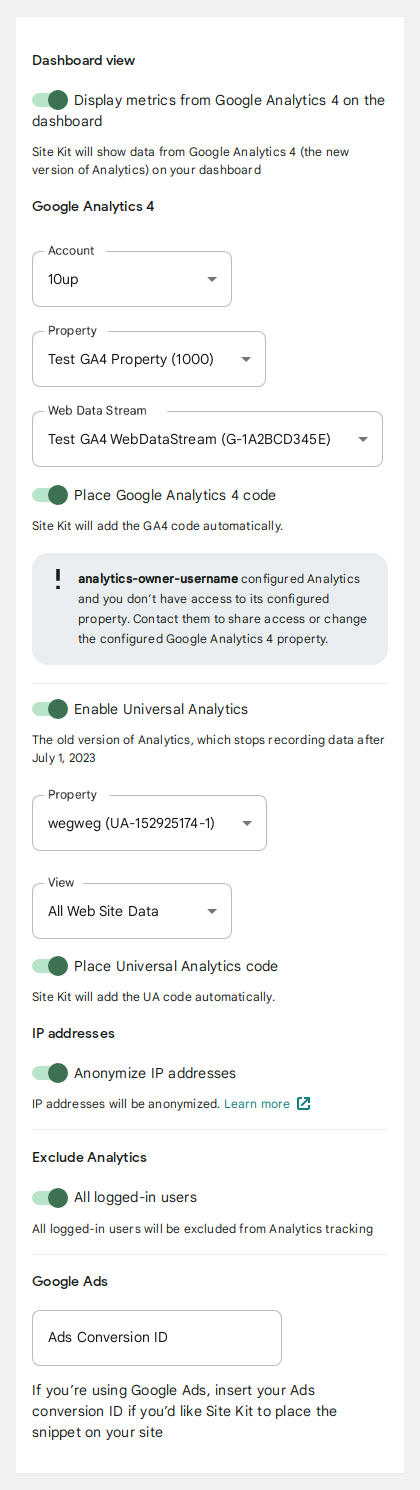 Dashboard view
Display metrics from Google Analytics 4 on the
dashboard
Site Kit will show data from Google Analytics 4 (the new
version of Analytics) on your dashboard
Google Analytics 4
Account
10up
Property
Test GA4 Property (1000)
Web Data Stream
Test GA4 WebDataStream (G-1A2BCD345E)
Place Google Analytics 4 code
Site Kit will add the GA4 code automatically.
analytics-owner-username configured Analytics
and you don’t have access to its configured
property. Contact them to share access or change
the configured Google Analytics 4 property.
Enable Universal Analytics
The old version of Analytics, which stops recording data after
July 1, 2023
Property
wegweg (UA-152925174-1)
View
All Web Site Data
Place Universal Analytics code
Site Kit will add the UA code automatically.
IP addresses
Anonymize IP addresses
IP addresses will be anonymized. Learn more
Exclude Analytics
All logged-in users
All logged-in users will be excluded from Analytics tracking
Google Ads
Ads Conversion ID
If you’re using Google Ads, insert your Ads
conversion ID if you’d like Site Kit to place the
snippet on your site